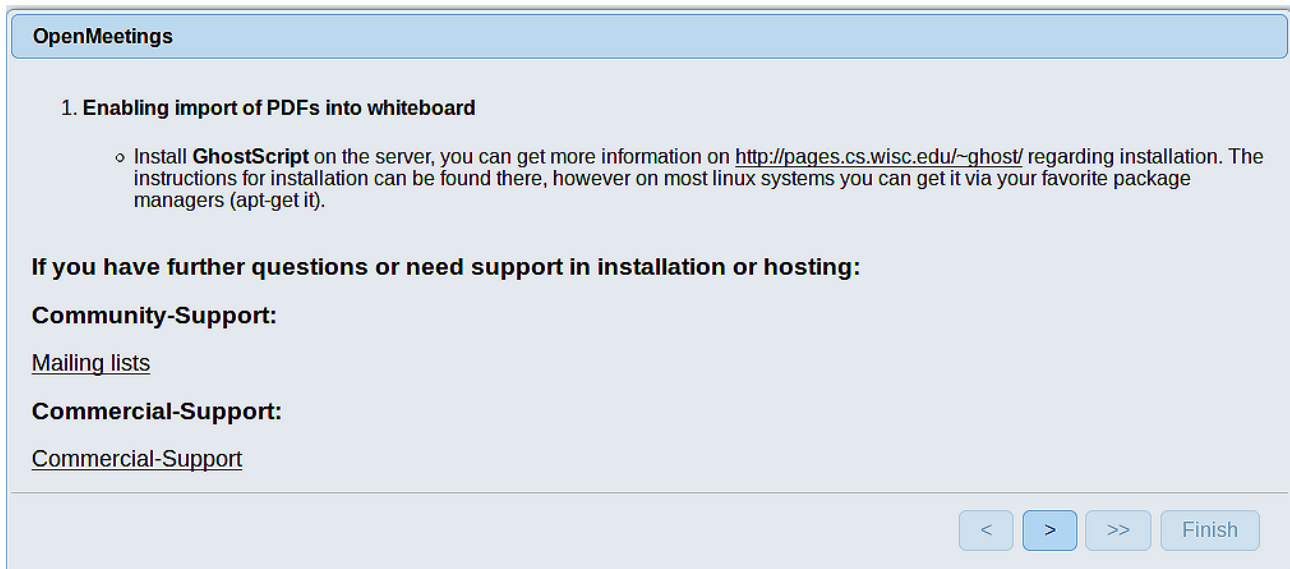 OpenMeetings
1. Enabling import of PDFs into whiteboard
Install GhostScript on the server, you can get more information on http://pages.cs.wisc.edu/~ghost/ regarding installation. The
instructions for installation can be found there, however on most linux systems you can get it via your favorite package
managers (apt-get it).
If you have further questions or need support in installation or hosting:
Community-Support:
Mailing lists
Commercial-Support:
Commercial-Support
< > >> Finish